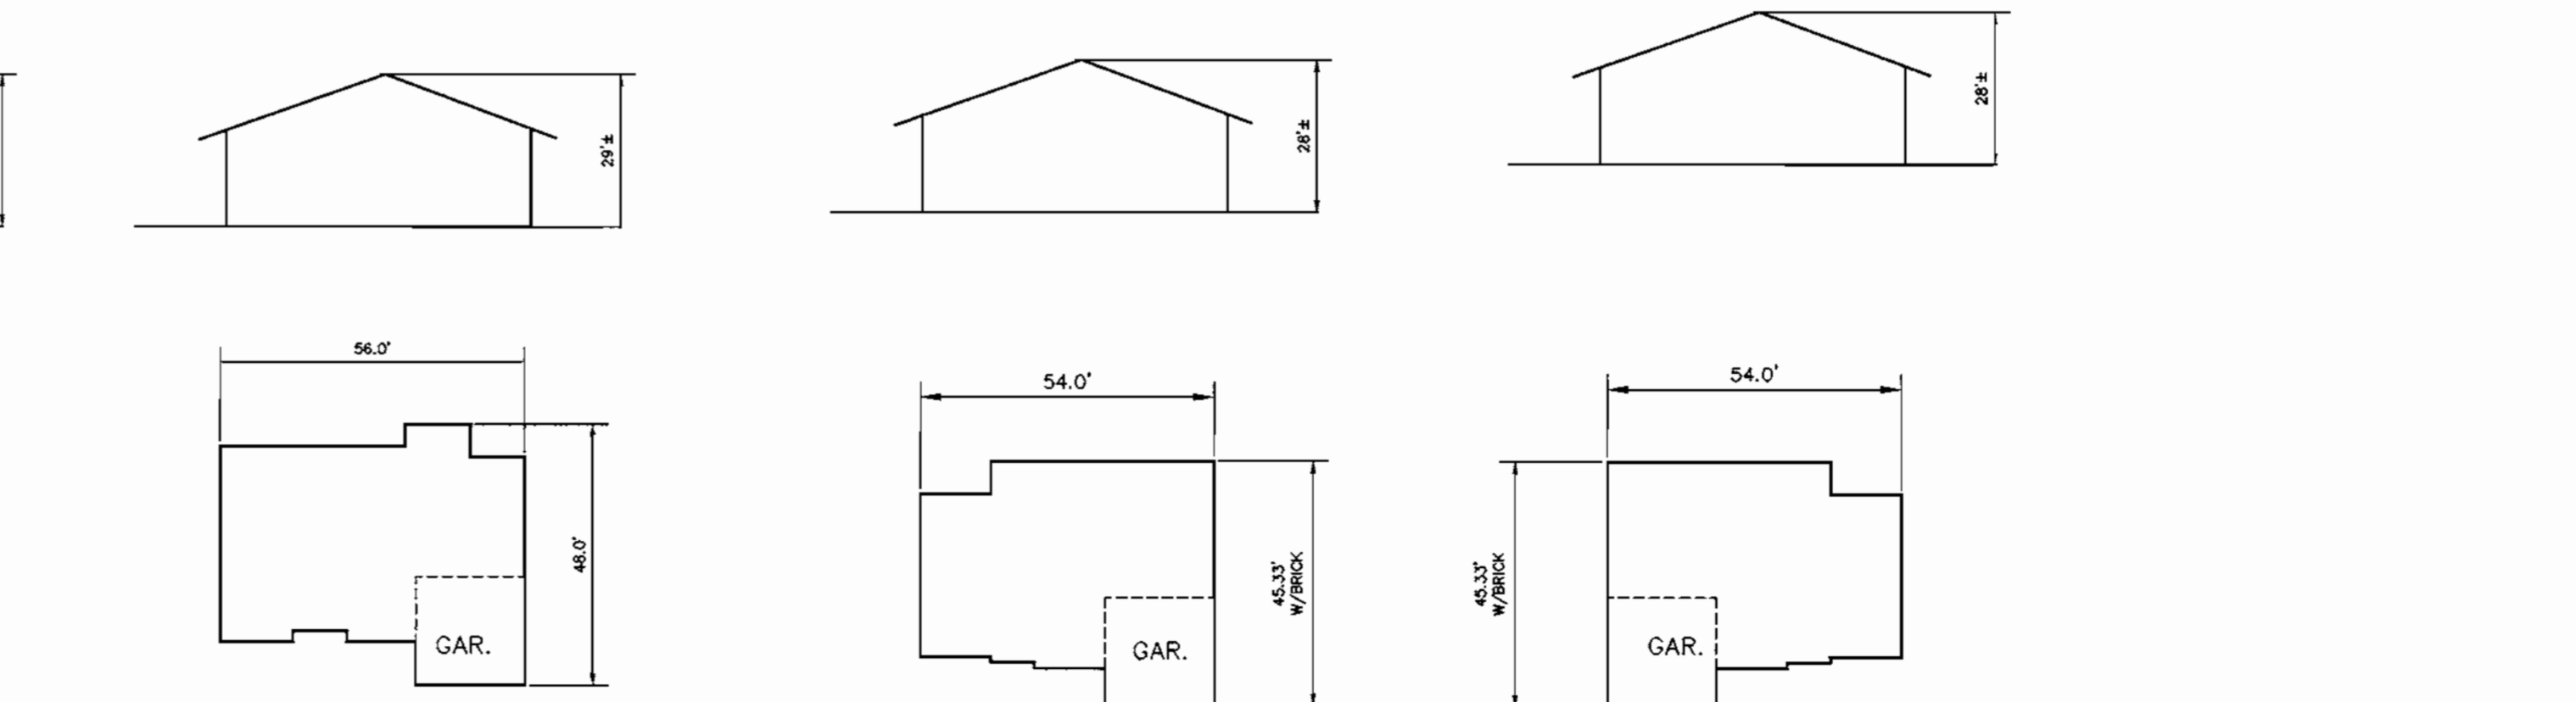 29'±
28'±
28'±
56.0'
48.0'
GAR.
54.0'
45.33'
W/BRICK
GAR.
54.0'
45.33'
W/BRICK
GAR.